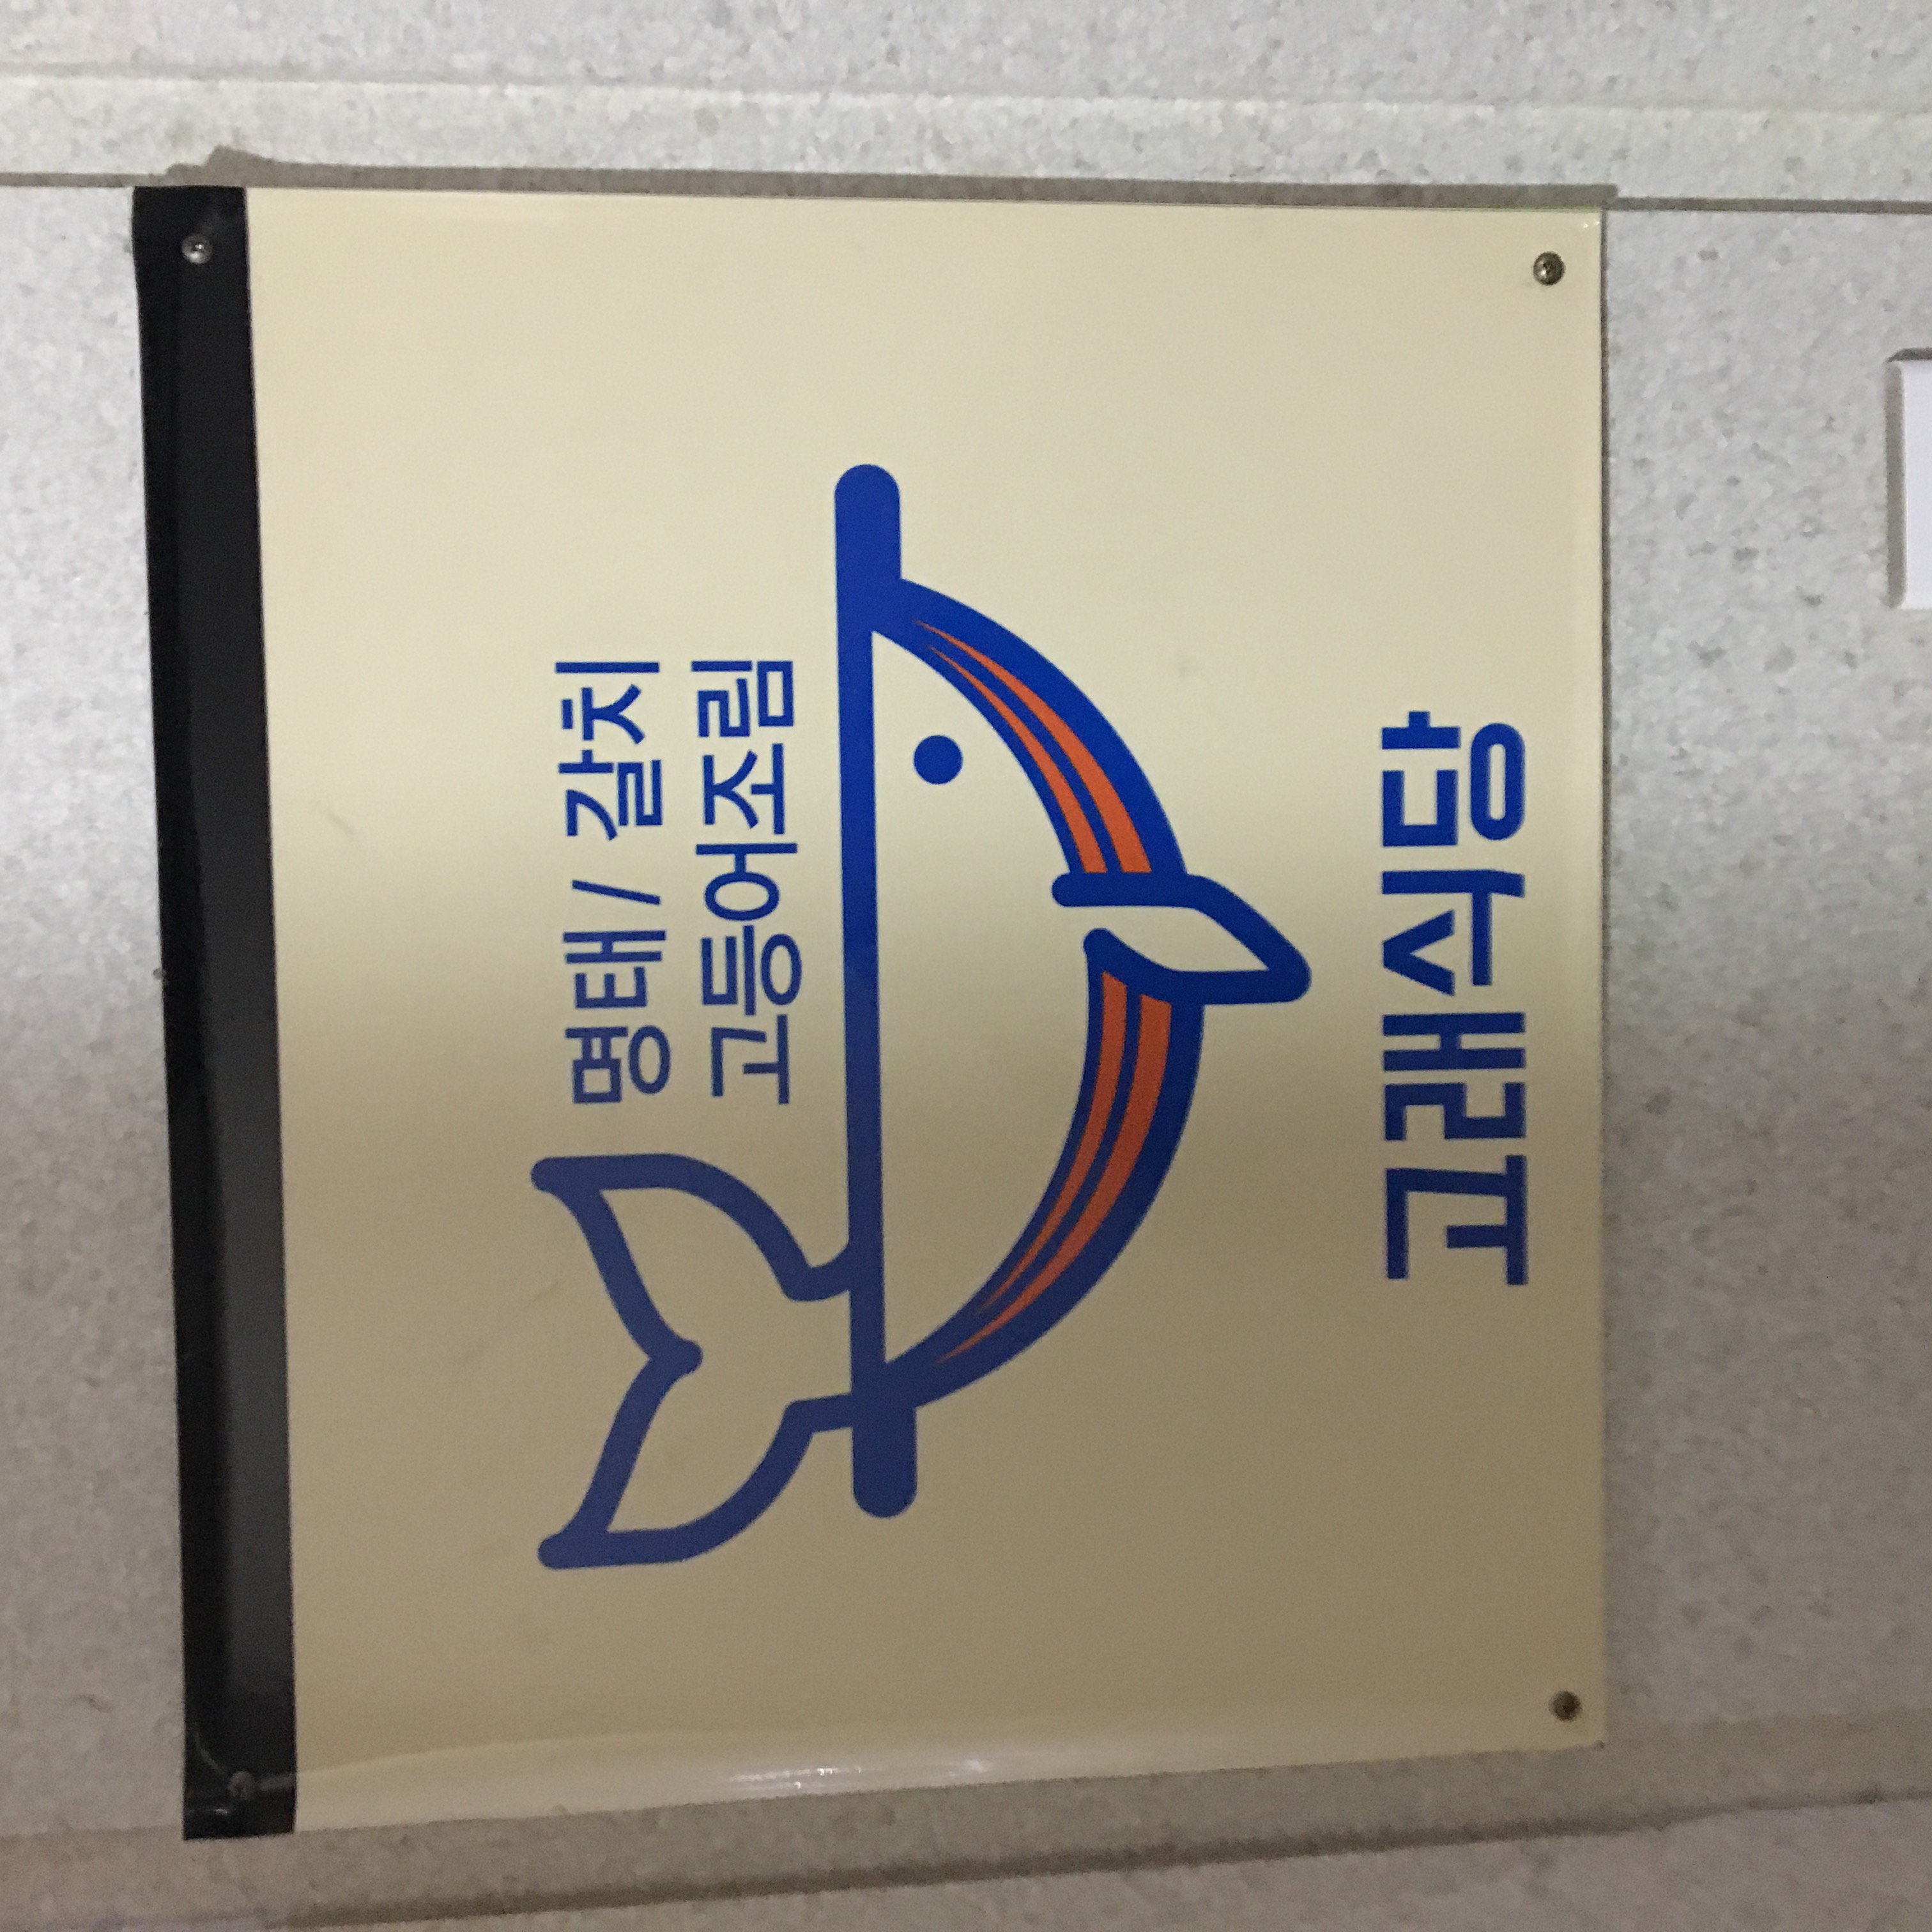 명태 / 갈치
고등어조림
고래식당